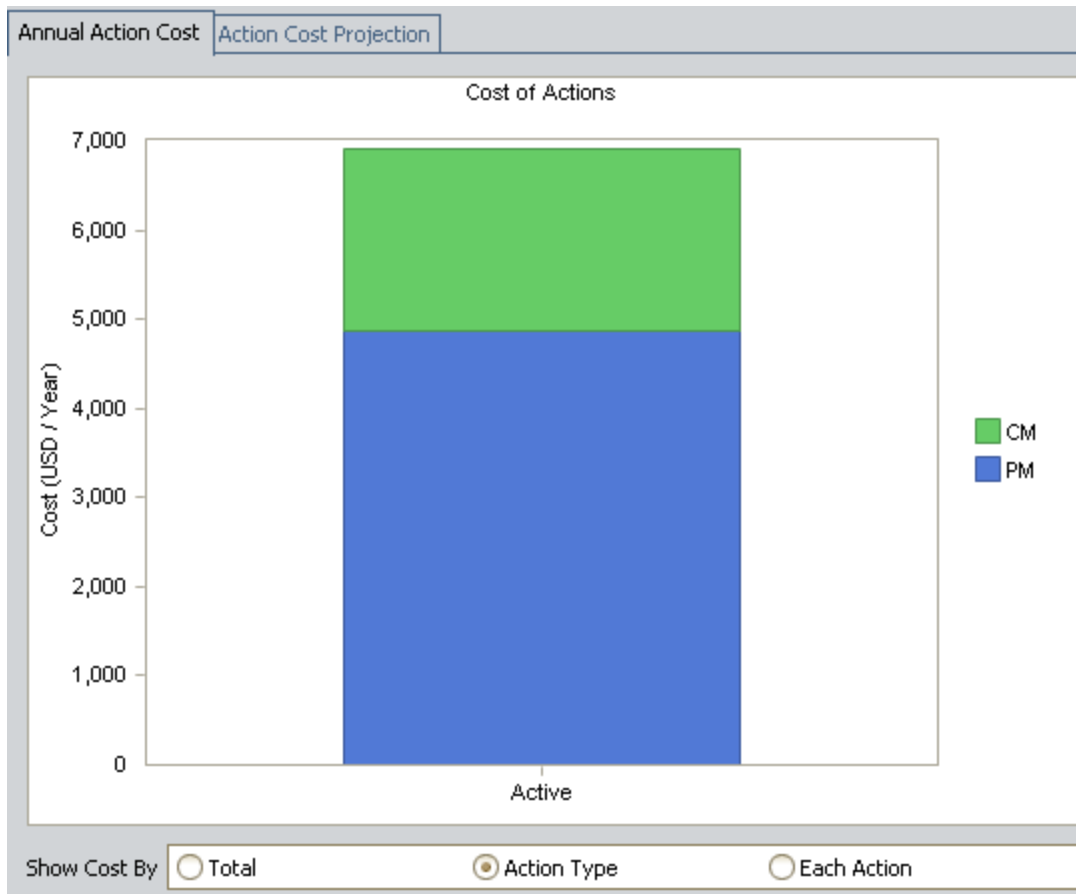 Annual Action Cost Action Cost Projection
Cost of Actions
7,000
6,000
5,000
4,000
3,000
2,000
1,000
0
Cost (USD / Year)
Active
CM
PM
Show Cost By Total Action Type Each Action